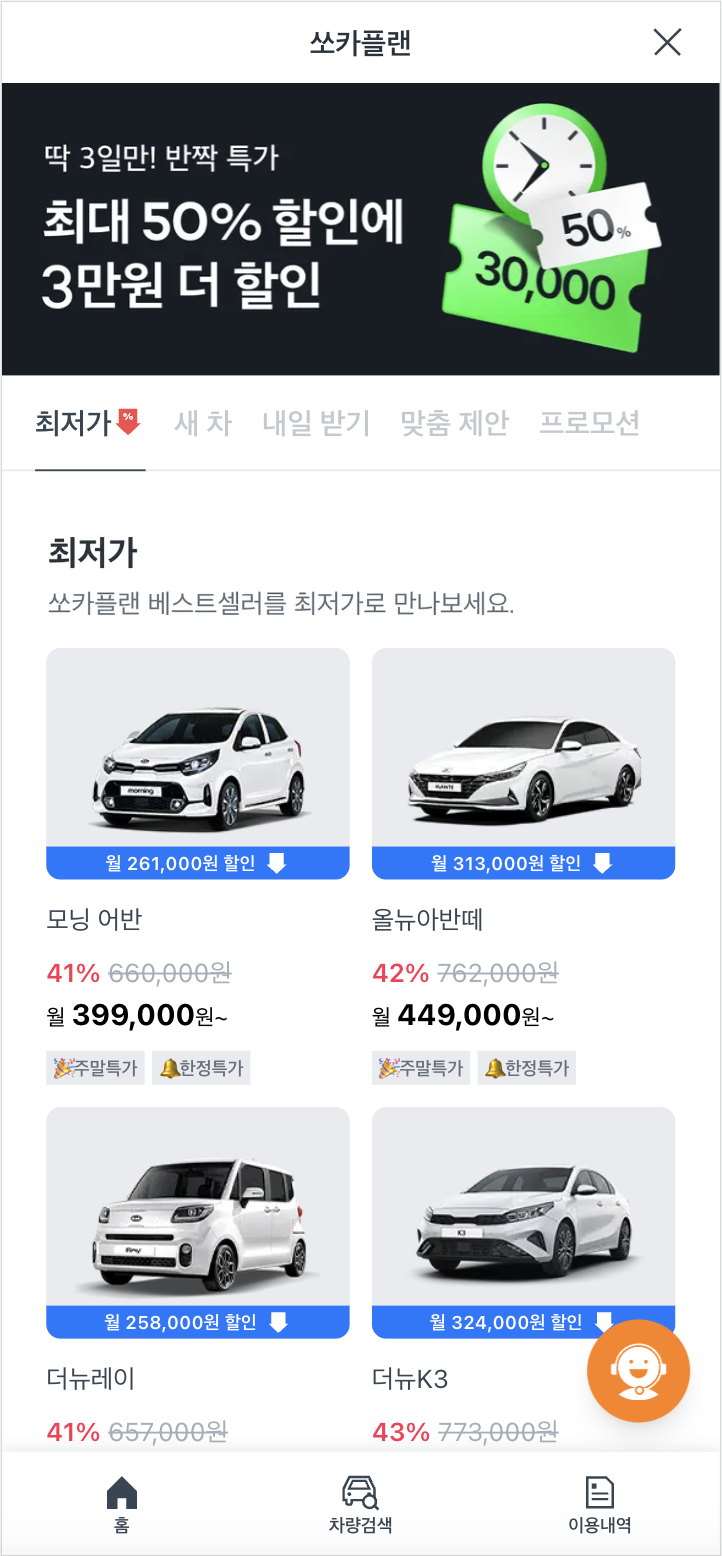 쏘카플랜
딱 3일만! 반짝 특가
최대 50% 할인에
3만원 더 할인
50%
30,000
최저가 % 새 차 내일 받기 맞춤 제안 프로모션
최저가
쏘카플랜 베스트셀러를 최저가로 만나보세요.
morning
AVANTE
월 261,000원 할인
월 313,000원 할인
모닝 어반
41% 660,000원
월 399,000원~
주말특가 한정특가
올뉴아반떼
42% 762,000원
월 449,000원~
주말특가 한정특가
Ray
K3
월 258,000원 할인
월 324,000원 할인
더뉴레이
41% 657,000원
더뉴K3
43% 773,000원
홈
차량검색
이용내역